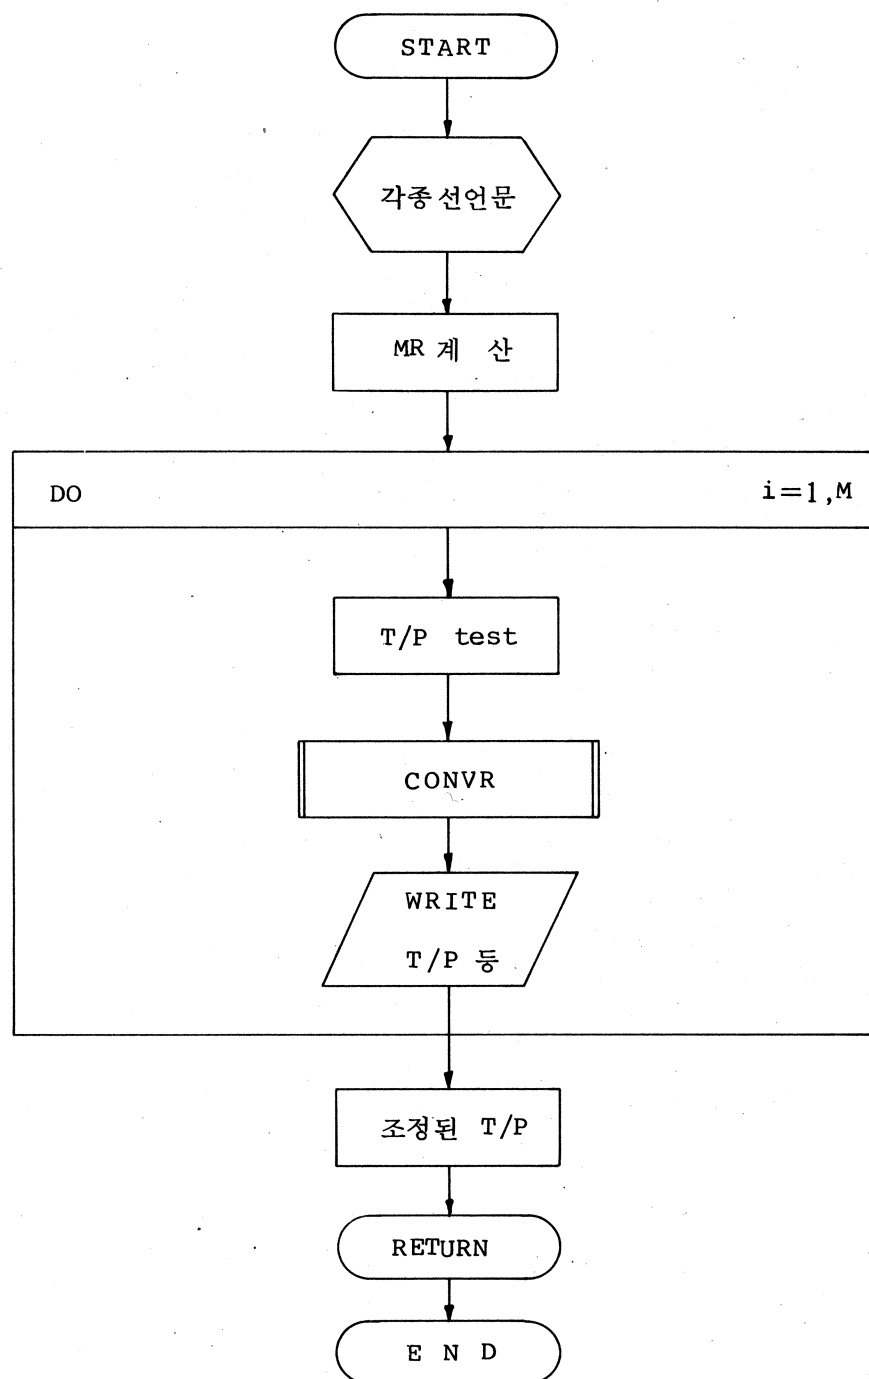 START
각종선언문
MR 계 산
DO i=1,M
T/P test
CONVR
WRITE
T/P 등
조정된 T/P
RETURN
E N D